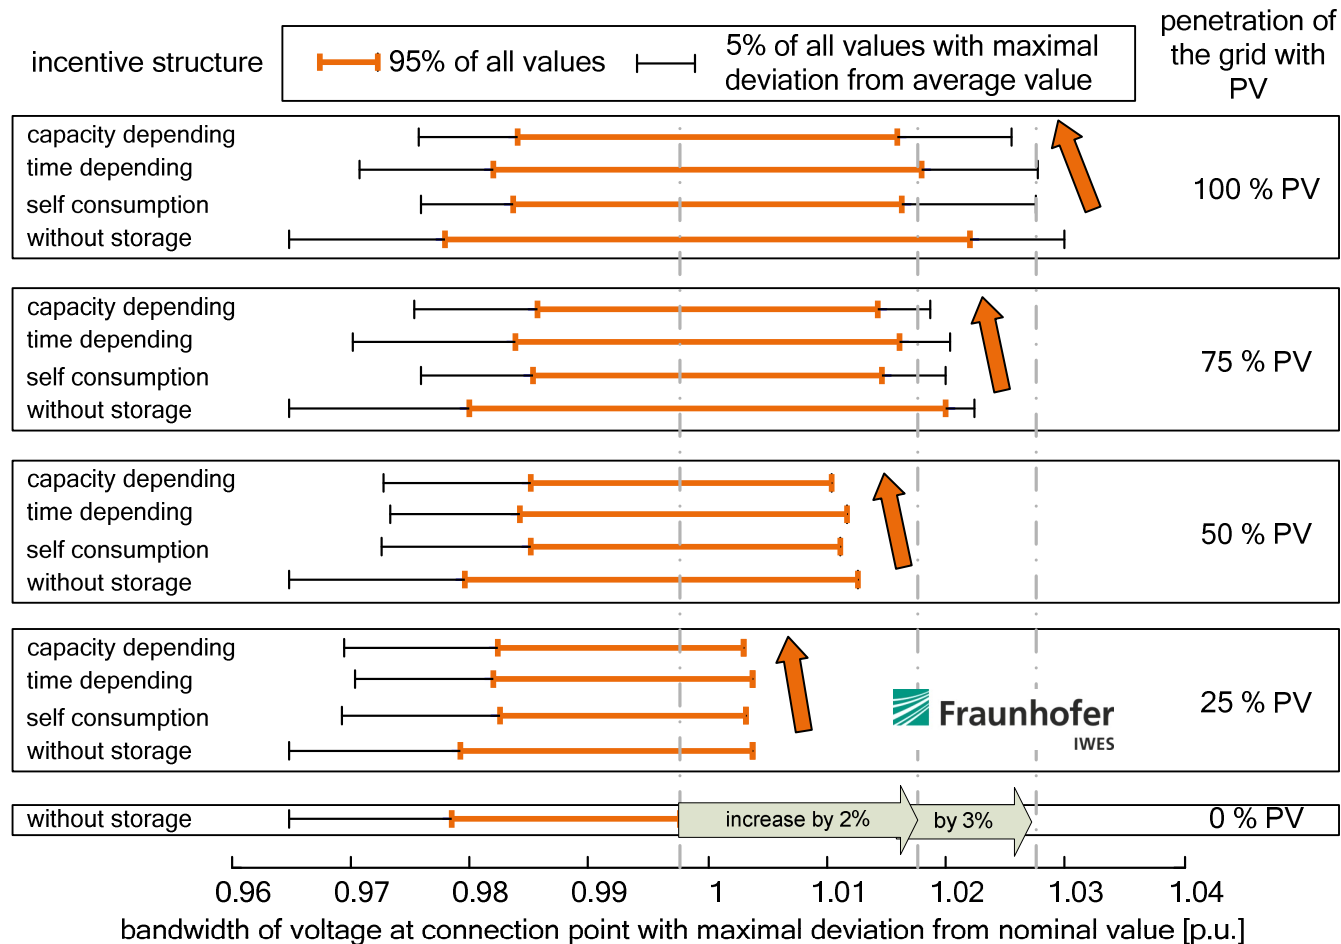 incentive structure
95% of all values
5% of all values with maximal
deviation from average value
penetration of
the grid with
PV
capacity depending
time depending
self consumption
without storage
100 % PV
capacity depending
time depending
self consumption
without storage
75 % PV
capacity depending
time depending
self consumption
without storage
50 % PV
capacity depending
time depending
self consumption
without storage
25 % PV
Fraunhofer
IWES
without storage
increase by 2%
by 3%
0 % PV
0.96 0.97 0.98 0.99 1 1.01 1.02 1.03 1.04
bandwidth of voltage at connection point with maximal deviation from nominal value [p.u.]